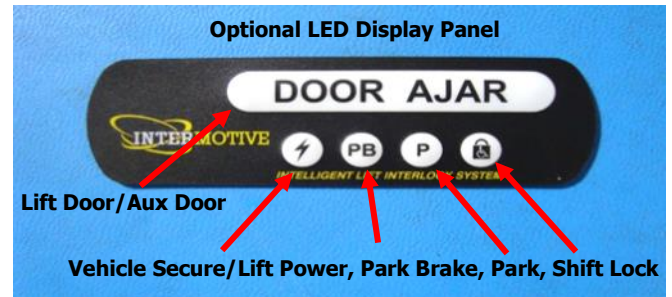 Optional LED Display Panel
DOOR AJAR
INTERMOTIVE
PB P
INTELLIGENT LIFT INTERLOCK SYSTEM
Lift Door/Aux Door
Vehicle Secure/Lift Power, Park Brake, Park, Shift Lock